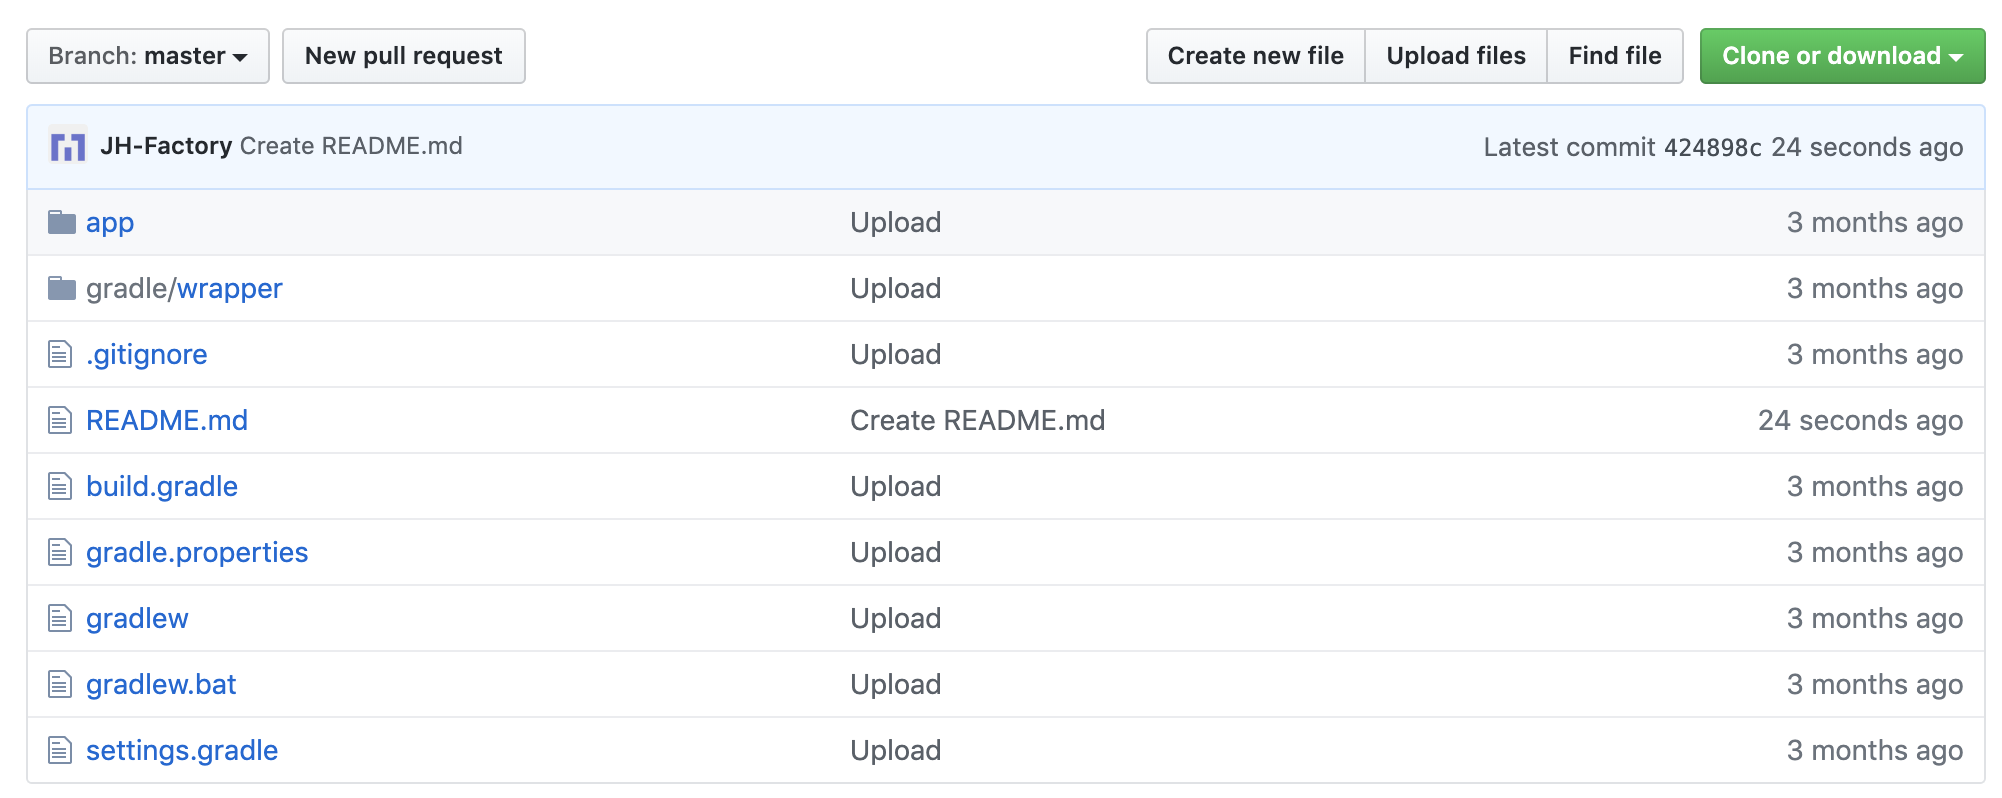 Branch: master New pull request Create new file Upload files Find file Clone or download
JH-Factory Create README.md Latest commit 424898c 24 seconds ago
app Upload 3 months ago
gradle/wrapper Upload 3 months ago
.gitignore Upload 3 months ago
README.md Create README.md 24 seconds ago
build.gradle Upload 3 months ago
gradle.properties Upload 3 months ago
gradlew Upload 3 months ago
gradlew.bat Upload 3 months ago
settings.gradle Upload 3 months ago